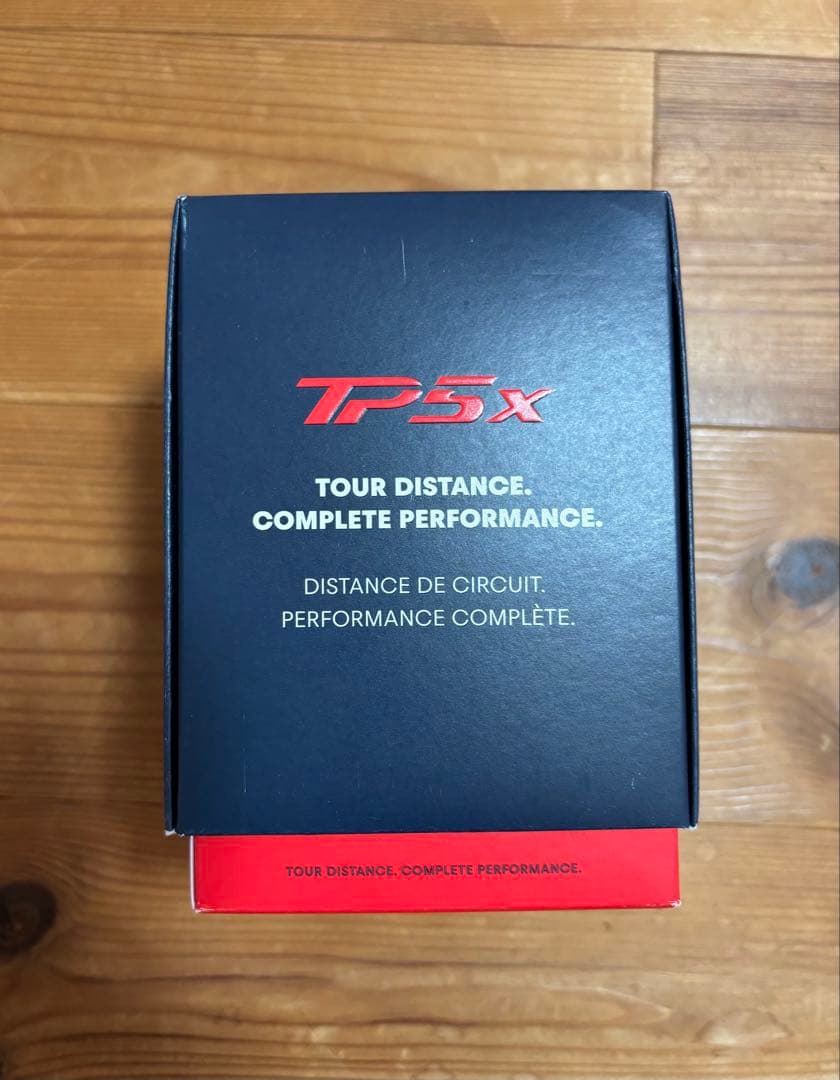 TP5x
TOUR DISTANCE.
COMPLETE PERFORMANCE.
DISTANCE DE CIRCUIT.
PERFORMANCE COMPLÈTE.
TOUR DISTANCE. COMPLETE PERFORMANCE.